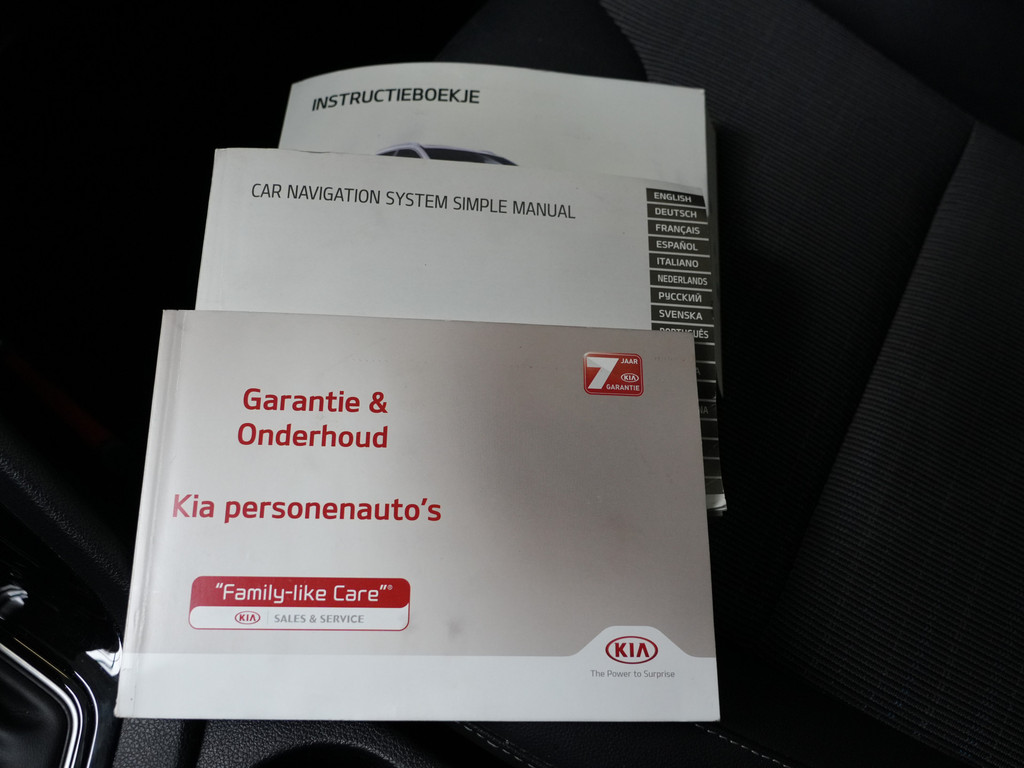 INSTRUCTIEBOEKJE
CAR NAVIGATION SYSTEM SIMPLE MANUAL
ENGLISH
DEUTSCH
FRANÇAIS
ESPAÑOL
ITALIANO
NEDERLANDS
РУССКИЙ
SVENSKA
PORTUGUÊS
7 JAAR
KIA
GARANTIE
Garantie &
Onderhoud
Kia personenauto's
"Family-like Care"®
KIA SALES & SERVICE
KIA
The Power to Surprise